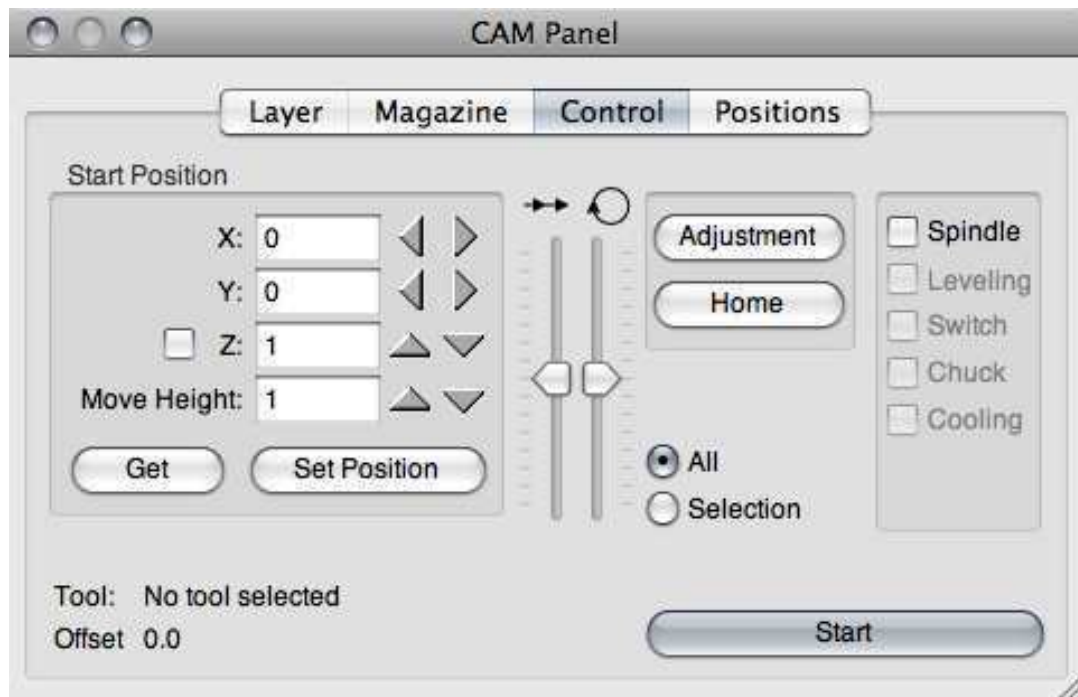 CAM Panel
Layer Magazine Control Positions
Start Position
X: 0
Y: 0
Z: 1
Move Height: 1
Get Set Position
Adjustment
Home
All
Selection
Spindle
Leveling
Switch
Chuck
Cooling
Tool: No tool selected
Offset 0.0
Start